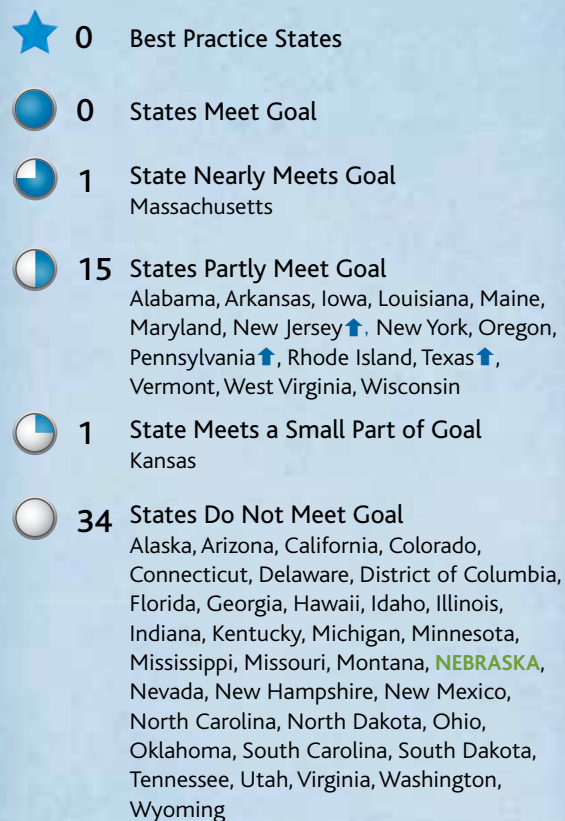 0 Best Practice States
0 States Meet Goal
1 State Nearly Meets Goal
Massachusetts
15 States Partly Meet Goal
Alabama, Arkansas, Iowa, Louisiana, Maine,
Maryland, New Jersey⬆, New York, Oregon,
Pennsylvania⬆, Rhode Island, Texas⬆,
Vermont, West Virginia, Wisconsin
1 State Meets a Small Part of Goal
Kansas
34 States Do Not Meet Goal
Alaska, Arizona, California, Colorado,
Connecticut, Delaware, District of Columbia,
Florida, Georgia, Hawaii, Idaho, Illinois,
Indiana, Kentucky, Michigan, Minnesota,
Mississippi, Missouri, Montana, NEBRASKA,
Nevada, New Hampshire, New Mexico,
North Carolina, North Dakota, Ohio,
Oklahoma, South Carolina, South Dakota,
Tennessee, Utah, Virginia, Washington,
Wyoming